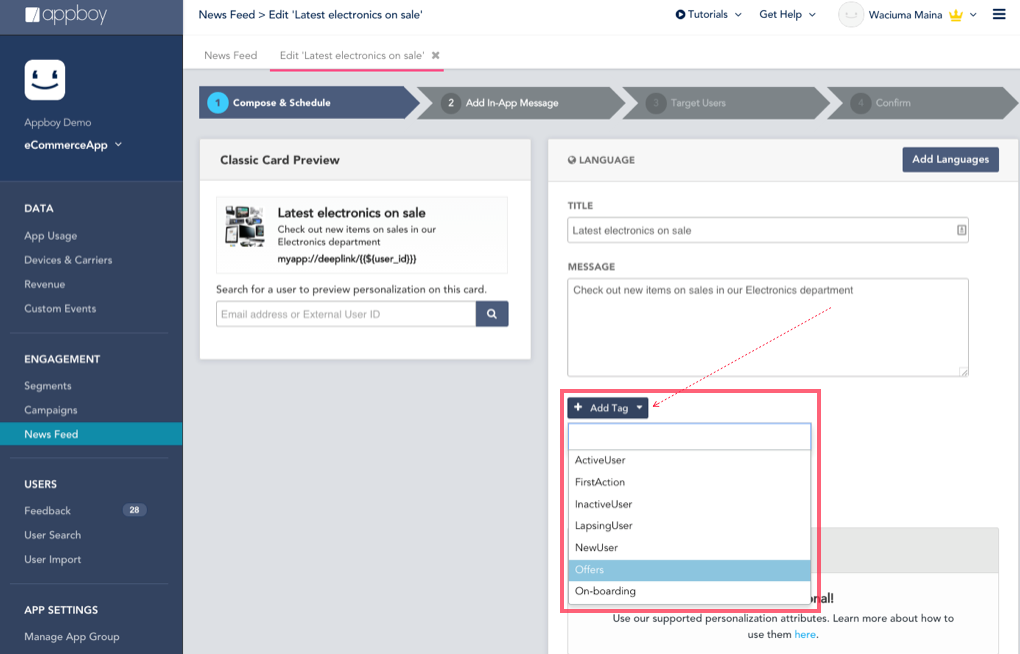 appboy
News Feed > Edit 'Latest electronics on sale'
Tutorials
Get Help
Waciuma Maina
News Feed
Edit 'Latest electronics on sale'
Appboy Demo
eCommerceApp
DATA
App Usage
Devices & Carriers
Revenue
Custom Events
ENGAGEMENT
Segments
Campaigns
News Feed
USERS
Feedback 28
User Search
User Import
APP SETTINGS
Manage App Group
1 Compose & Schedule
2 Add In-App Message
3 Target Users
4 Confirm
Classic Card Preview
Latest electronics on sale
Check out new items on sales in our
Electronics department
myapp://deeplink/{{${user_id}}}
Search for a user to preview personalization on this card.
Email address or External User ID
LANGUAGE
Add Languages
TITLE
Latest electronics on sale
MESSAGE
Check out new items on sales in our Electronics department
+ Add Tag
ActiveUser
FirstAction
InactiveUser
LapsingUser
NewUser
Offers
On-boarding
nal!
Use our supported personalization attributes. Learn more about how to
use them here.